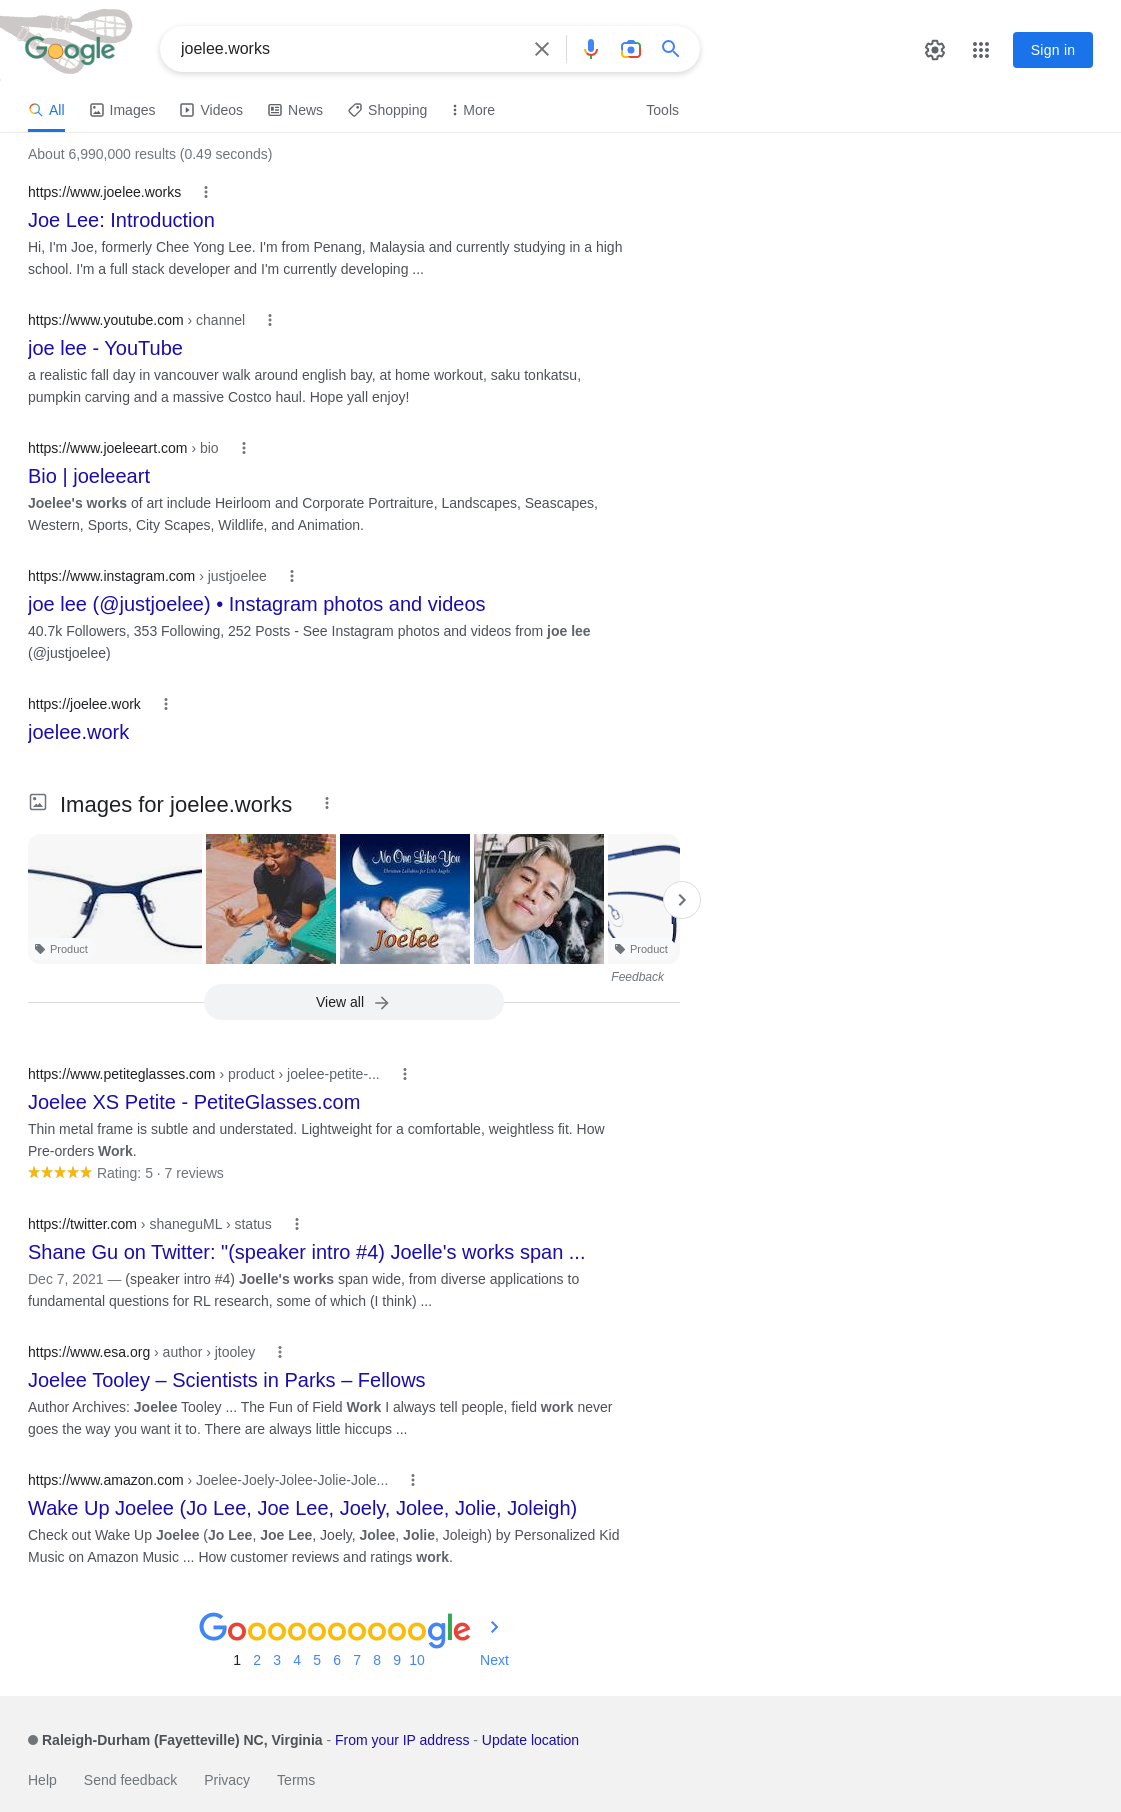 Google
joelee.works
Sign in
All
Images
Videos
News
Shopping
More
Tools
About 6,990,000 results (0.49 seconds)
https://www.joelee.works
Joe Lee: Introduction
Hi, I'm Joe, formerly Chee Yong Lee. I'm from Penang, Malaysia and currently studying in a high
school. I'm a full stack developer and I'm currently developing ...
https://www.youtube.com › channel
joe lee - YouTube
a realistic fall day in vancouver walk around english bay, at home workout, saku tonkatsu,
pumpkin carving and a massive Costco haul. Hope yall enjoy!
https://www.joeleeart.com › bio
Bio | joeleeart
Joelee's works of art include Heirloom and Corporate Portraiture, Landscapes, Seascapes,
Western, Sports, City Scapes, Wildlife, and Animation.
https://www.instagram.com › justjoelee
joe lee (@justjoelee) • Instagram photos and videos
40.7k Followers, 353 Following, 252 Posts - See Instagram photos and videos from joe lee
(@justjoelee)
https://joelee.work
joelee.work
Images for joelee.works
No One Like You
Christian Lullabies for Little Angels
Joelee
Product
Product
Feedback
View all
https://www.petiteglasses.com › product › joelee-petite-...
Joelee XS Petite - PetiteGlasses.com
Thin metal frame is subtle and understated. Lightweight for a comfortable, weightless fit. How
Pre-orders Work.
Rating: 5 · 7 reviews
https://twitter.com › shaneguML › status
Shane Gu on Twitter: "(speaker intro #4) Joelle's works span ...
Dec 7, 2021 — (speaker intro #4) Joelle's works span wide, from diverse applications to
fundamental questions for RL research, some of which (I think) ...
https://www.esa.org › author › jtooley
Joelee Tooley – Scientists in Parks – Fellows
Author Archives: Joelee Tooley ... The Fun of Field Work I always tell people, field work never
goes the way you want it to. There are always little hiccups ...
https://www.amazon.com › Joelee-Joely-Jolee-Jolie-Jole...
Wake Up Joelee (Jo Lee, Joe Lee, Joely, Jolee, Jolie, Joleigh)
Check out Wake Up Joelee (Jo Lee, Joe Lee, Joely, Jolee, Jolie, Joleigh) by Personalized Kid
Music on Amazon Music ... How customer reviews and ratings work.
Goooooooooogle
1 2 3 4 5 6 7 8 9 10 Next
Raleigh-Durham (Fayetteville) NC, Virginia - From your IP address - Update location
Help Send feedback Privacy Terms